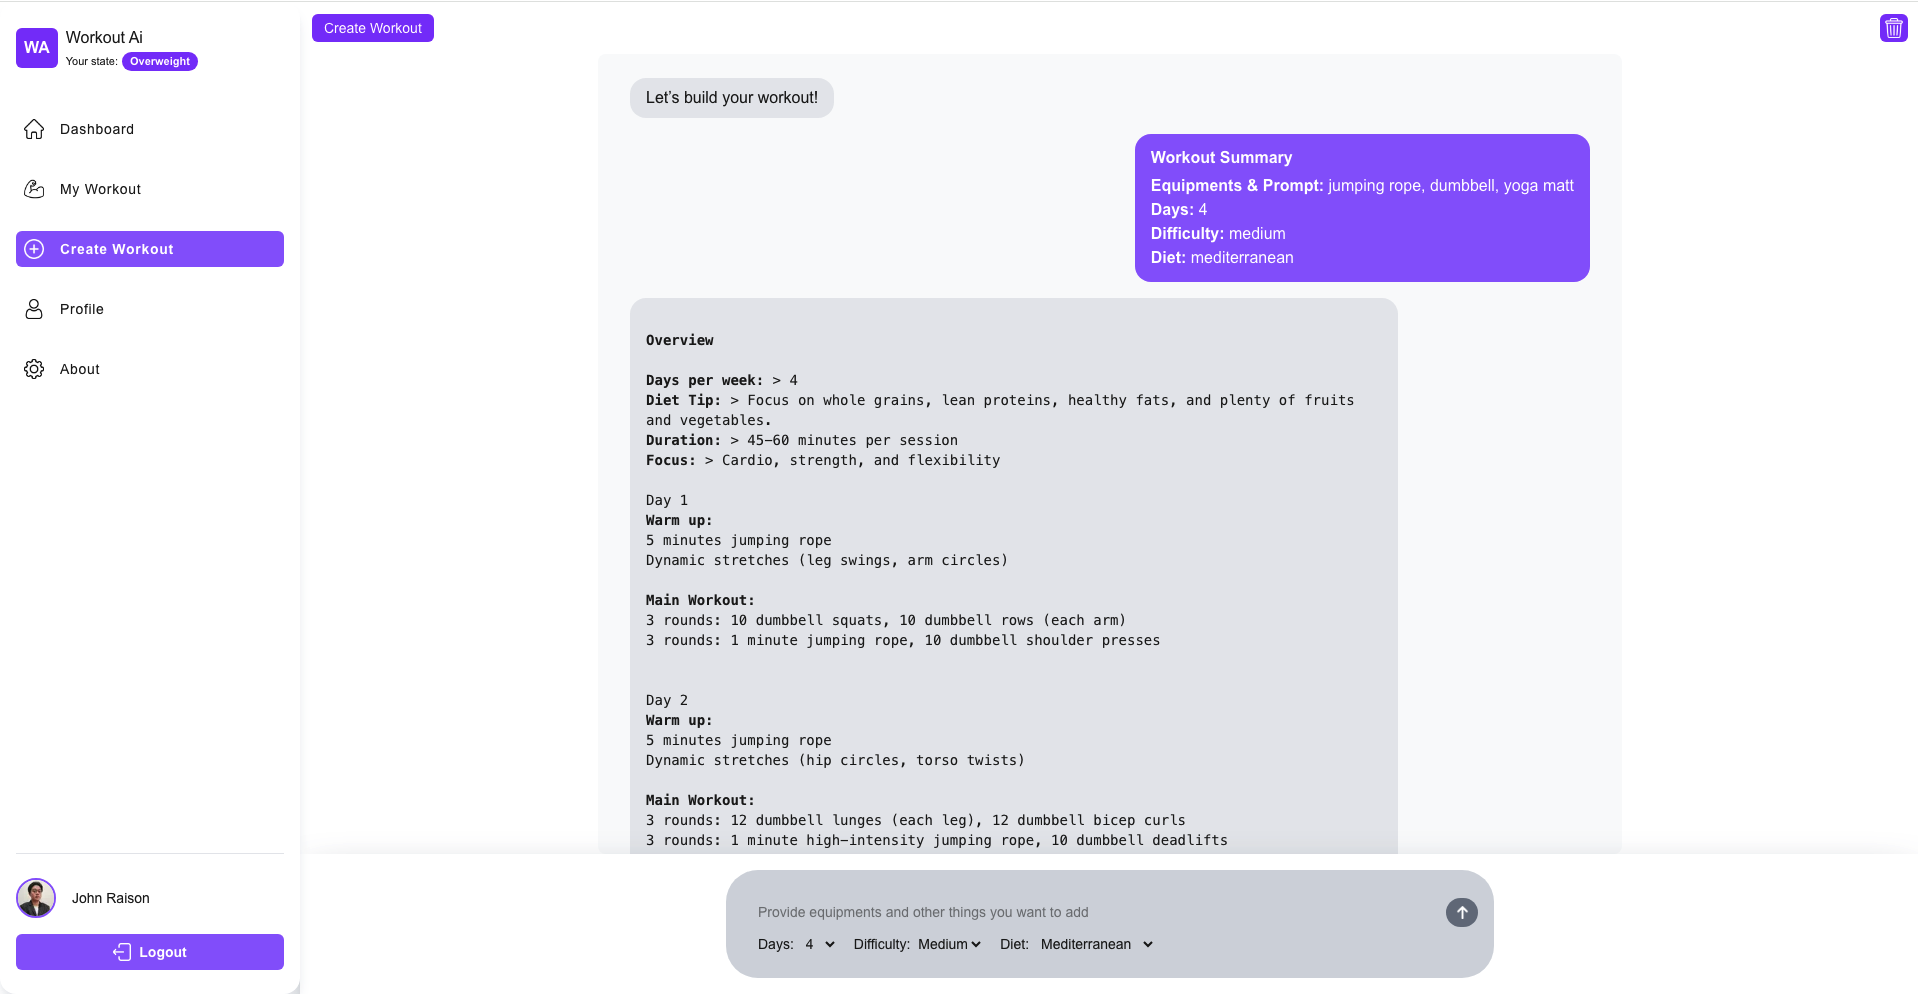 WA
Workout Ai
Your state: Overweight
Dashboard
My Workout
Create Workout
Profile
About
John Raison
Logout
Create Workout
Let’s build your workout!
Workout Summary
Equipments & Prompt: jumping rope, dumbbell, yoga matt
Days: 4
Difficulty: medium
Diet: mediterranean
Overview
Days per week: > 4
Diet Tip: > Focus on whole grains, lean proteins, healthy fats, and plenty of fruits
and vegetables.
Duration: > 45–60 minutes per session
Focus: > Cardio, strength, and flexibility
Day 1
Warm up:
5 minutes jumping rope
Dynamic stretches (leg swings, arm circles)
Main Workout:
3 rounds: 10 dumbbell squats, 10 dumbbell rows (each arm)
3 rounds: 1 minute jumping rope, 10 dumbbell shoulder presses
Day 2
Warm up:
5 minutes jumping rope
Dynamic stretches (hip circles, torso twists)
Main Workout:
3 rounds: 12 dumbbell lunges (each leg), 12 dumbbell bicep curls
3 rounds: 1 minute high–intensity jumping rope, 10 dumbbell deadlifts
Provide equipments and other things you want to add
Days: 4 Difficulty: Medium Diet: Mediterranean